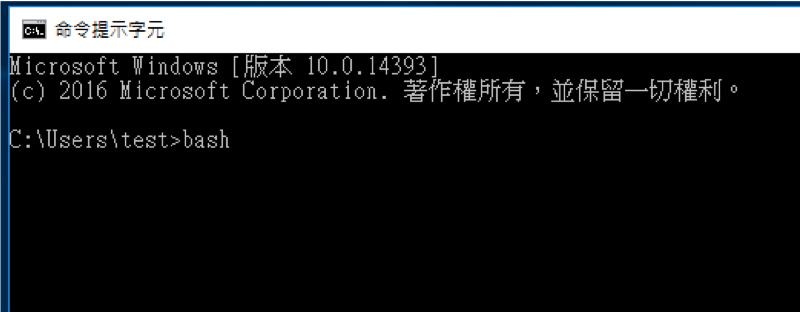 命令提示字元
Microsoft Windows [版本 10.0.14393]
(c) 2016 Microsoft Corporation. 著作權所有，並保留一切權利。
C:\Users\test>bash